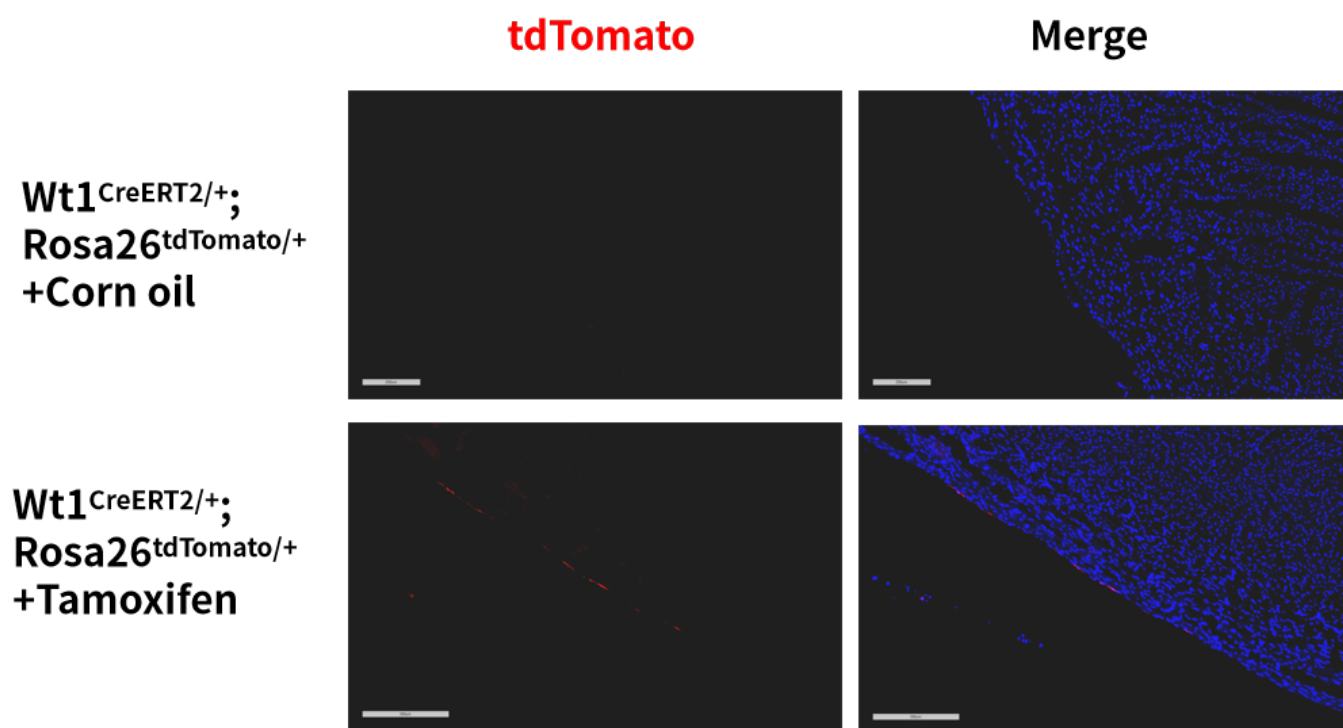 tdTomato
Merge
Wt1CreERT2/+;
Rosa26tdTomato/+
+Corn oil
Wt1CreERT2/+;
Rosa26tdTomato/+
+Tamoxifen